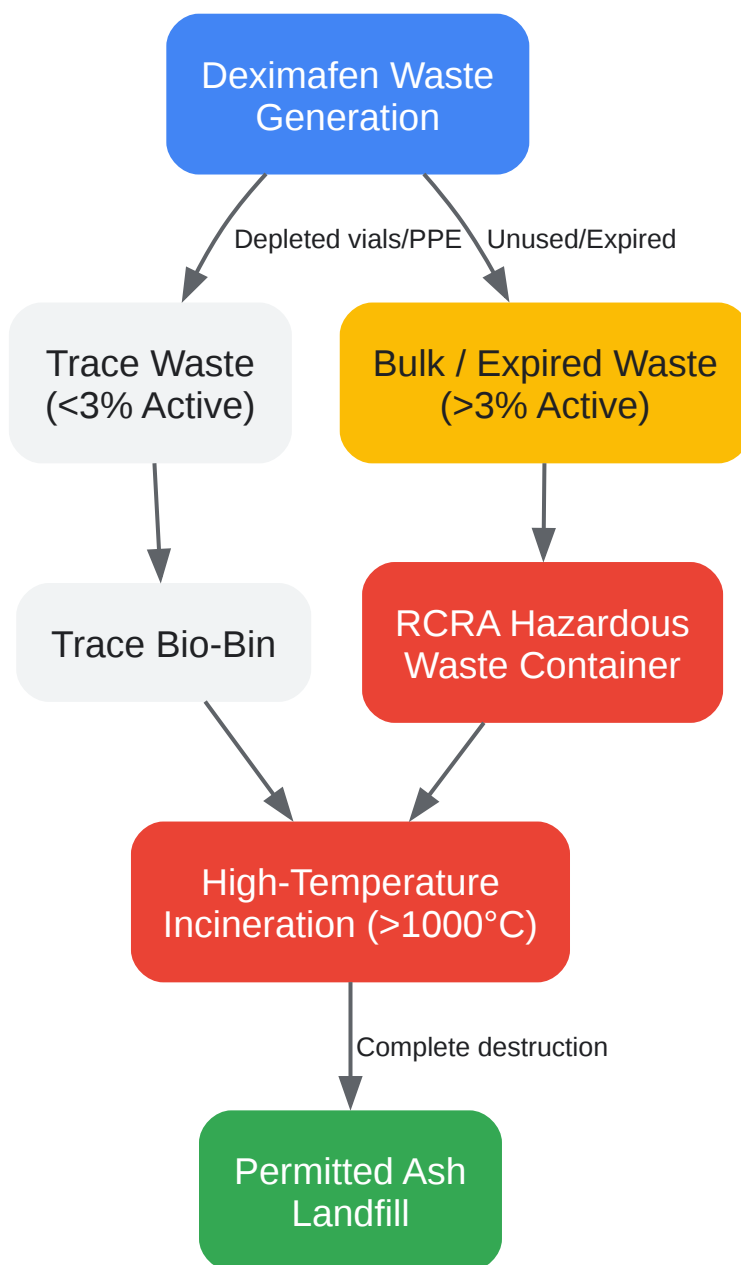 Deximafen Waste
Generation
Depleted vials/PPE
Unused/Expired
Trace Waste
(<3% Active)
Bulk / Expired Waste
(>3% Active)
Trace Bio-Bin
RCRA Hazardous
Waste Container
High-Temperature
Incineration (>1000°C)
Complete destruction
Permitted Ash
Landfill